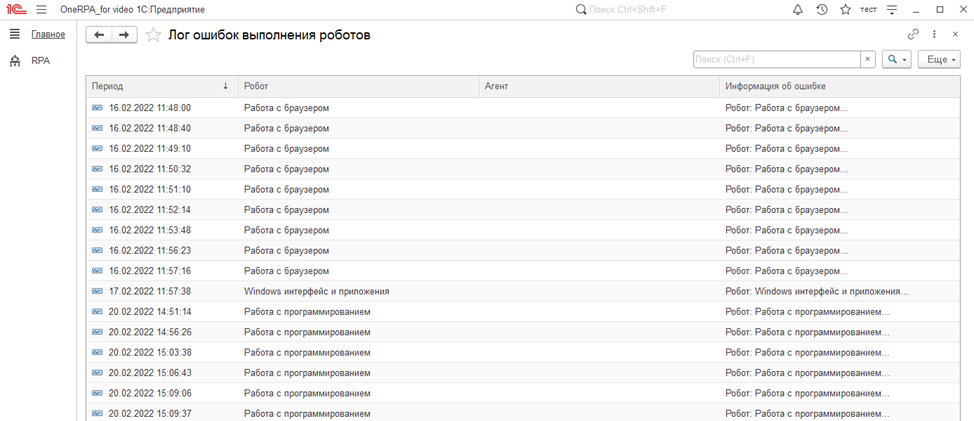 1С OneRPA_for video 1С:Предприятие Поиск Ctrl+Shift+F тест
Главное Лог ошибок выполнения роботов
RPA Поиск (Ctrl+F) × Еще
Период ↓ Робот Агент Информация об ошибке
16.02.2022 11:48:00 Работа с браузером Робот: Работа с браузером...
16.02.2022 11:48:40 Работа с браузером Робот: Работа с браузером...
16.02.2022 11:49:10 Работа с браузером Робот: Работа с браузером...
16.02.2022 11:50:32 Работа с браузером Робот: Работа с браузером...
16.02.2022 11:51:10 Работа с браузером Робот: Работа с браузером...
16.02.2022 11:52:14 Работа с браузером Робот: Работа с браузером...
16.02.2022 11:53:48 Работа с браузером Робот: Работа с браузером...
16.02.2022 11:56:23 Работа с браузером Робот: Работа с браузером...
16.02.2022 11:57:16 Работа с браузером Робот: Работа с браузером...
17.02.2022 11:57:38 Windows интерфейс и приложения Робот: Windows интерфейс и приложения...
20.02.2022 14:51:14 Работа с программированием Робот: Работа с программированием...
20.02.2022 14:56:26 Работа с программированием Робот: Работа с программированием...
20.02.2022 15:03:38 Работа с программированием Робот: Работа с программированием...
20.02.2022 15:06:43 Работа с программированием Робот: Работа с программированием...
20.02.2022 15:09:06 Работа с программированием Робот: Работа с программированием...
20.02.2022 15:09:37 Работа с программированием Робот: Работа с программированием...